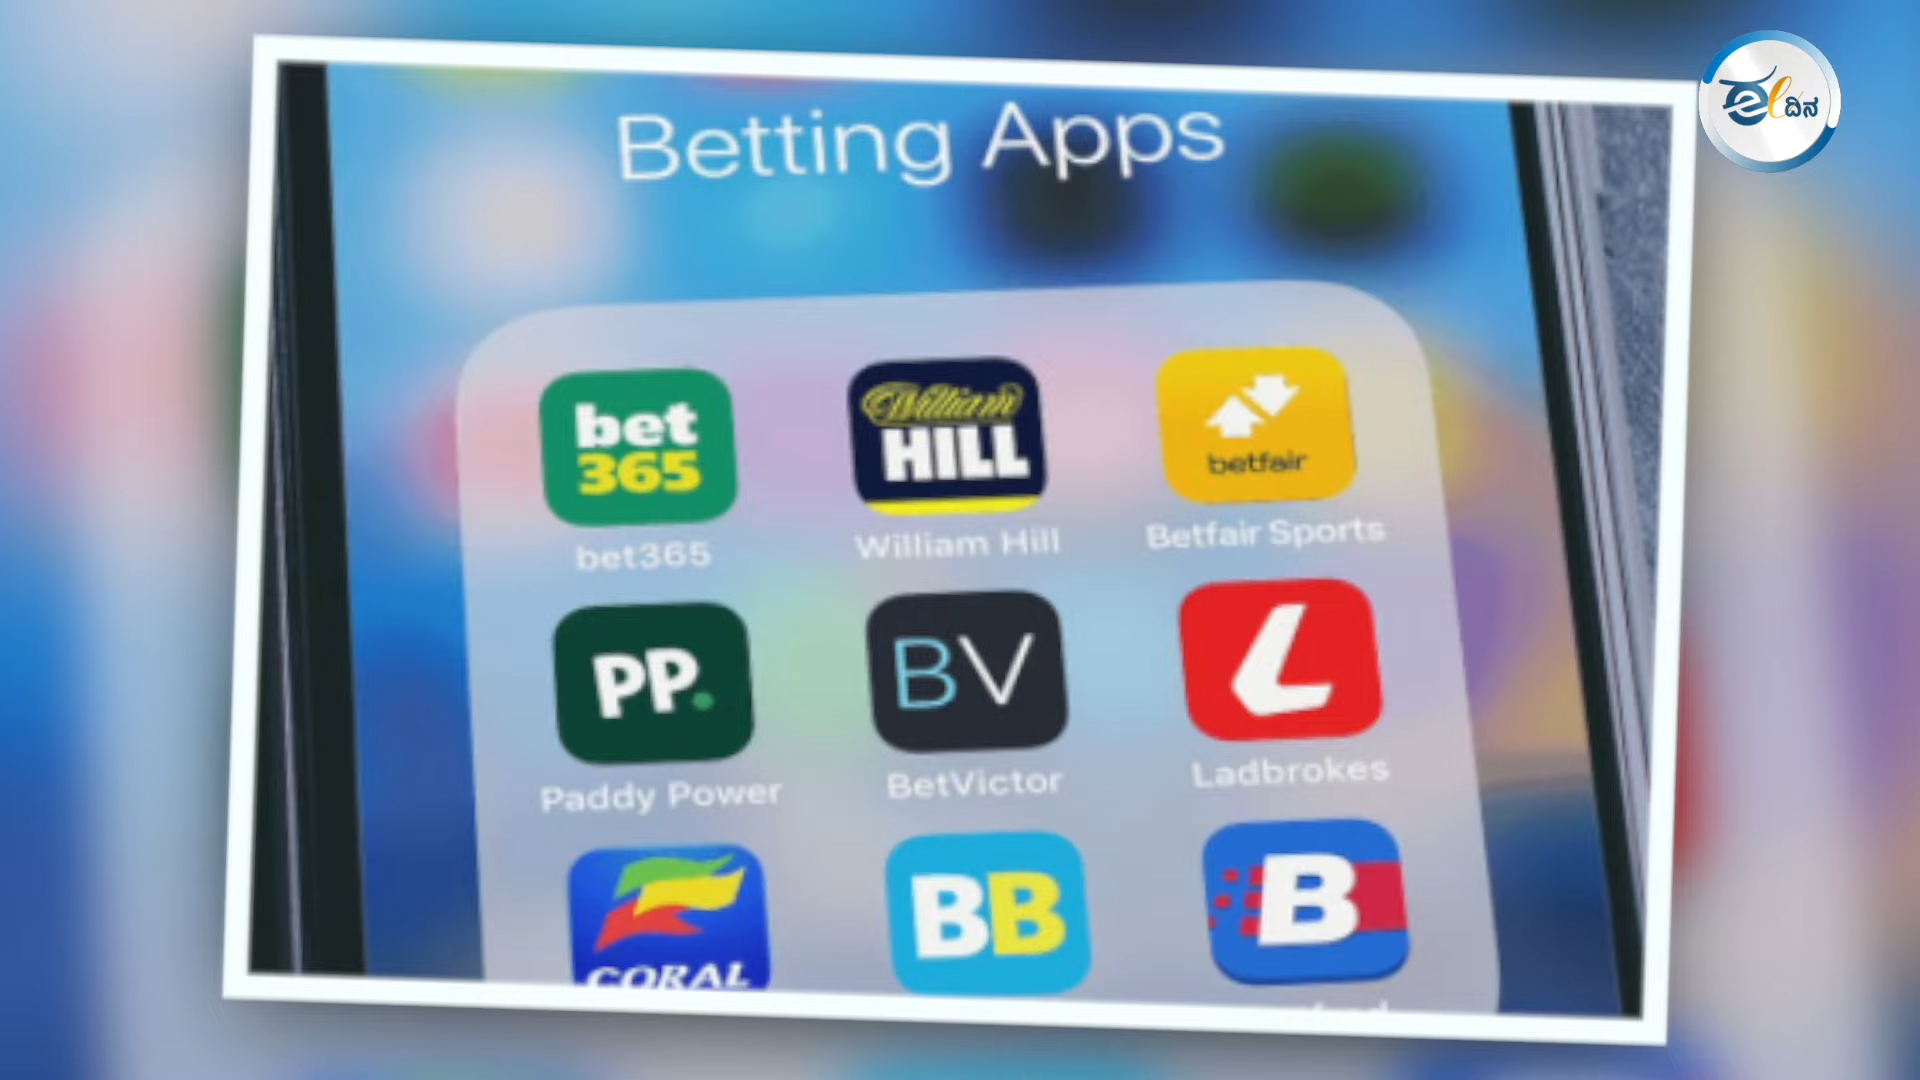 ಈ ದಿನ
Betting Apps
bet
365
William
HILL
betfair
bet365
William Hill
Betfair Sports
PP.
BV
L
Paddy Power
BetVictor
Ladbrokes
CORAL
BB
B